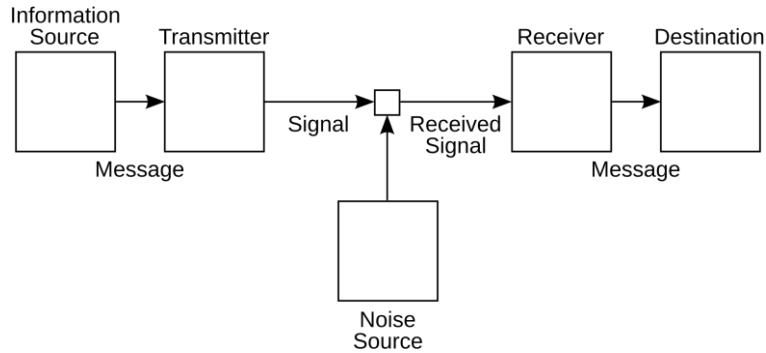 Information
Source
Transmitter
Receiver
Destination
Signal
Received
Signal
Message
Message
Noise
Source